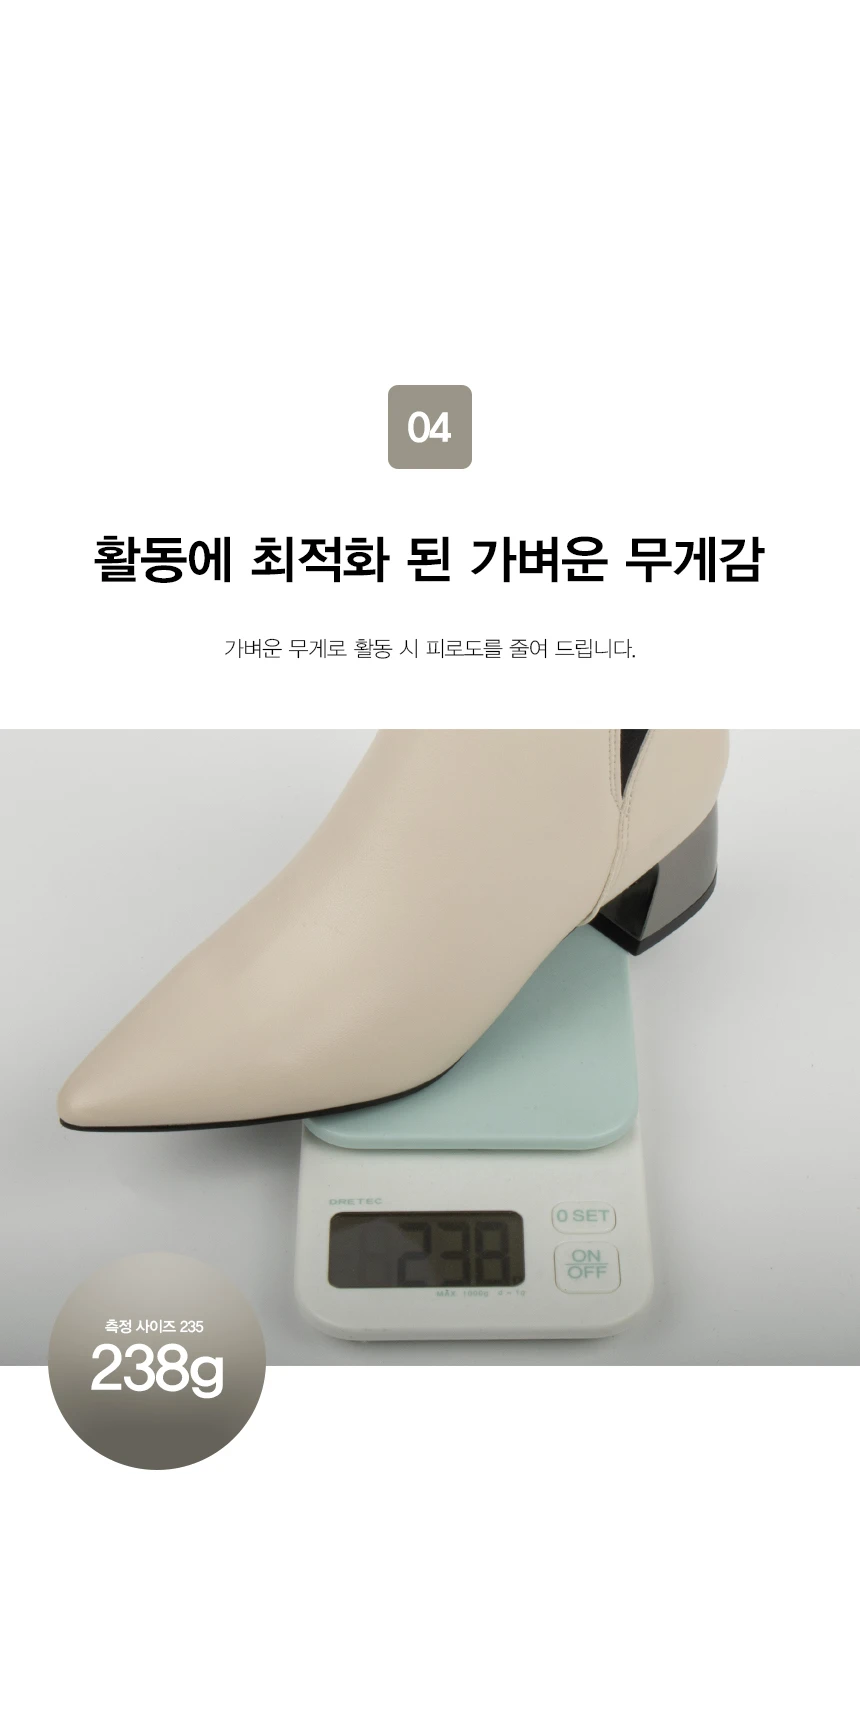 04
활동에 최적화 된 가벼운 무게감
가벼운 무게로 활동 시 피로도를 줄여 드립니다.
DRETEC
238
0 SET
ON
OFF
MAX 1000g d=1g
측정 사이즈 235
238g